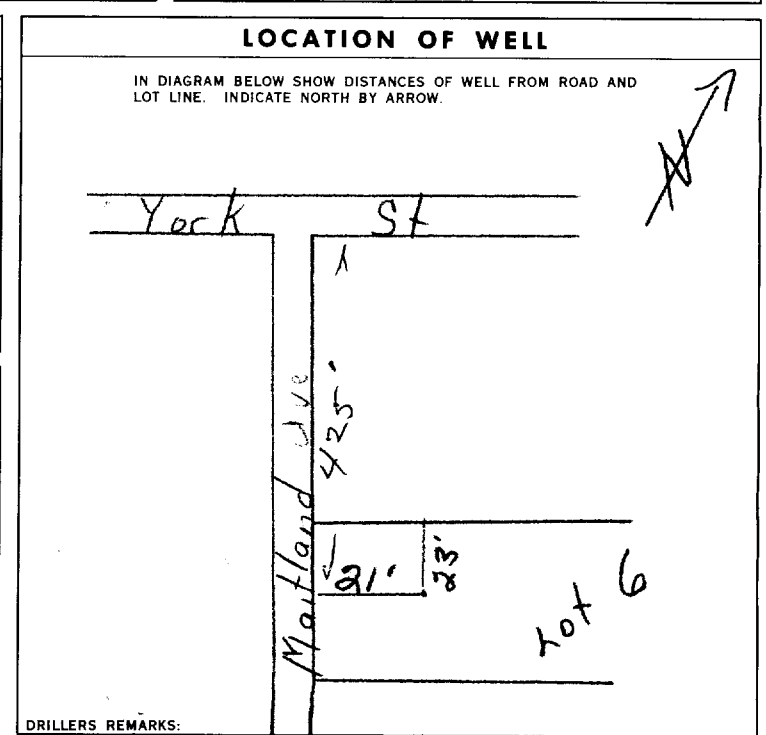 LOCATION OF WELL
IN DIAGRAM BELOW SHOW DISTANCES OF WELL FROM ROAD AND
LOT LINE. INDICATE NORTH BY ARROW.
N
York St
Maitland Ave
425'
21'
23'
Lot 6
DRILLERS REMARKS: